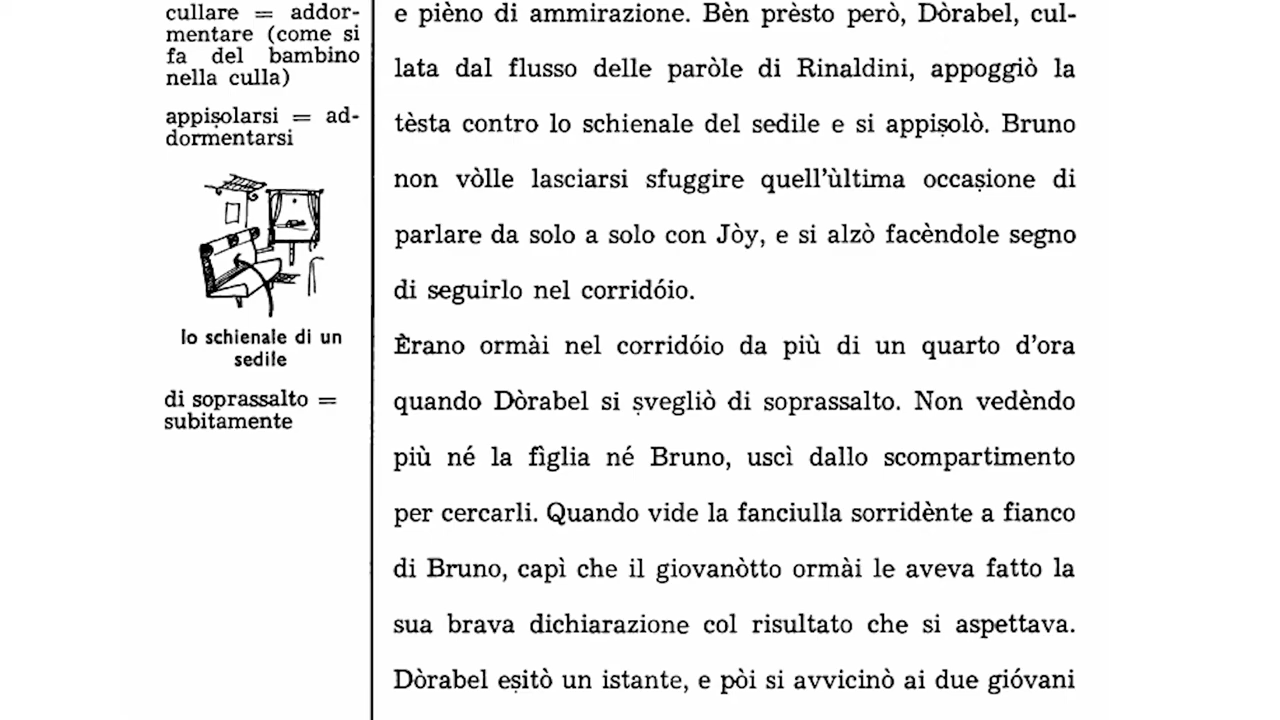 cullare = addor-
mentare (come si
fa del bambino
nella culla)
appiṣolarsi = ad-
dormentarsi
lo schienale di un
sedile
di soprassalto =
subitamente
e pièno di ammirazione. Bèn prèsto però, Dòrabel, cul-
lata dal flusso delle paròle di Rinaldini, appoggiò la
tèsta contro lo schienale del sedile e si appiṣolò. Bruno
non vòlle lasciarsi sfuggire quell'ùltima occaṣione di
parlare da solo a solo con Jòy, e si alzò facèndole segno
di seguirlo nel corridóio.
Èrano ormài nel corridóio da più di un quarto d'ora
quando Dòrabel si ṣvegliò di soprassalto. Non vedèndo
più né la fìglia né Bruno, uscì dallo scompartimento
per cercarli. Quando vide la fanciulla sorridènte a fianco
di Bruno, capì che il giovanòtto ormài le aveva fatto la
sua brava dichiarazione col risultato che si aspettava.
Dòrabel eṣitò un istante, e pòi si avvicinò ai due gióvani